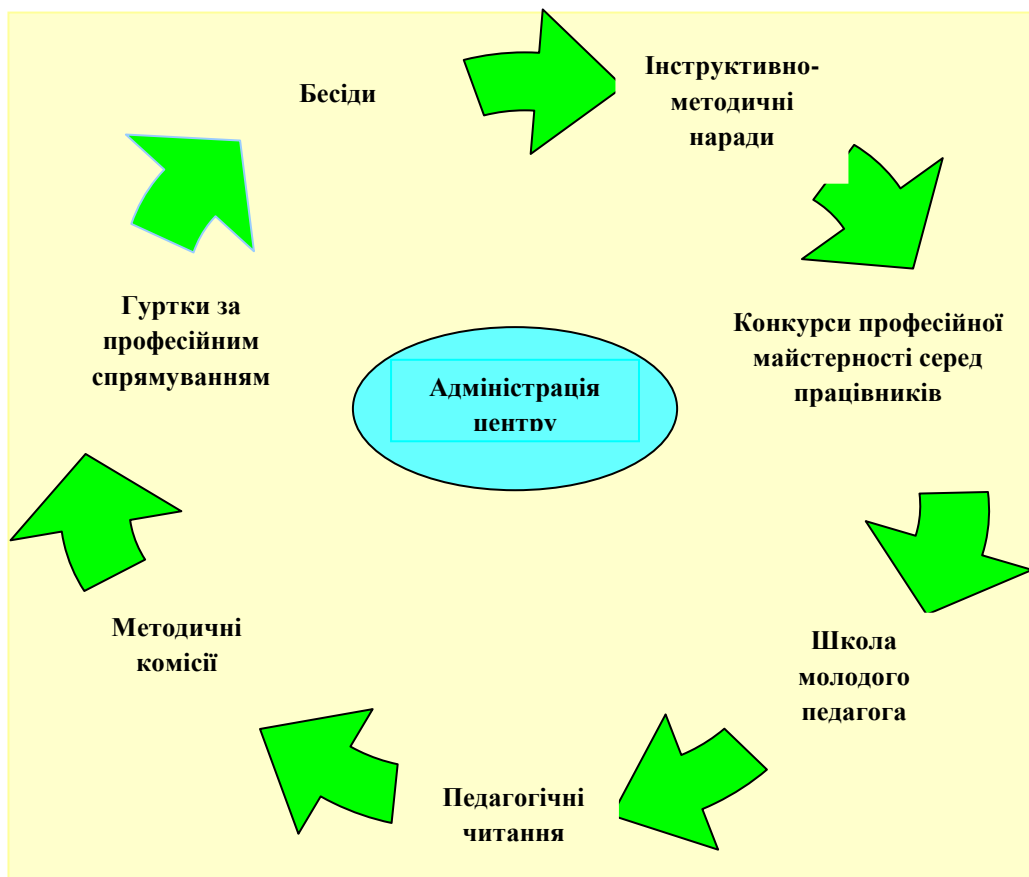 Бесіди
Інструктивно-
методичні
наради
Конкурси професійної
майстерності серед
працівників
Школа
молодого
педагога
Педагогічні
читання
Методичні
комісії
Гуртки за
професійним
спрямуванням
Адміністрація
центру